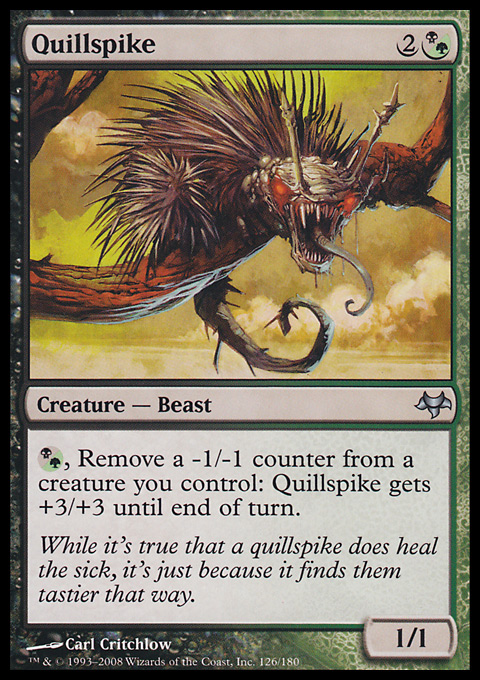 Quillspike 2
Creature — Beast
, Remove a -1/-1 counter from a
creature you control: Quillspike gets
+3/+3 until end of turn.
While it's true that a quillspike does heal
the sick, it's just because it finds them
tastier that way.
Carl Critchlow
1/1
™ & © 1993–2008 Wizards of the Coast, Inc. 126/180